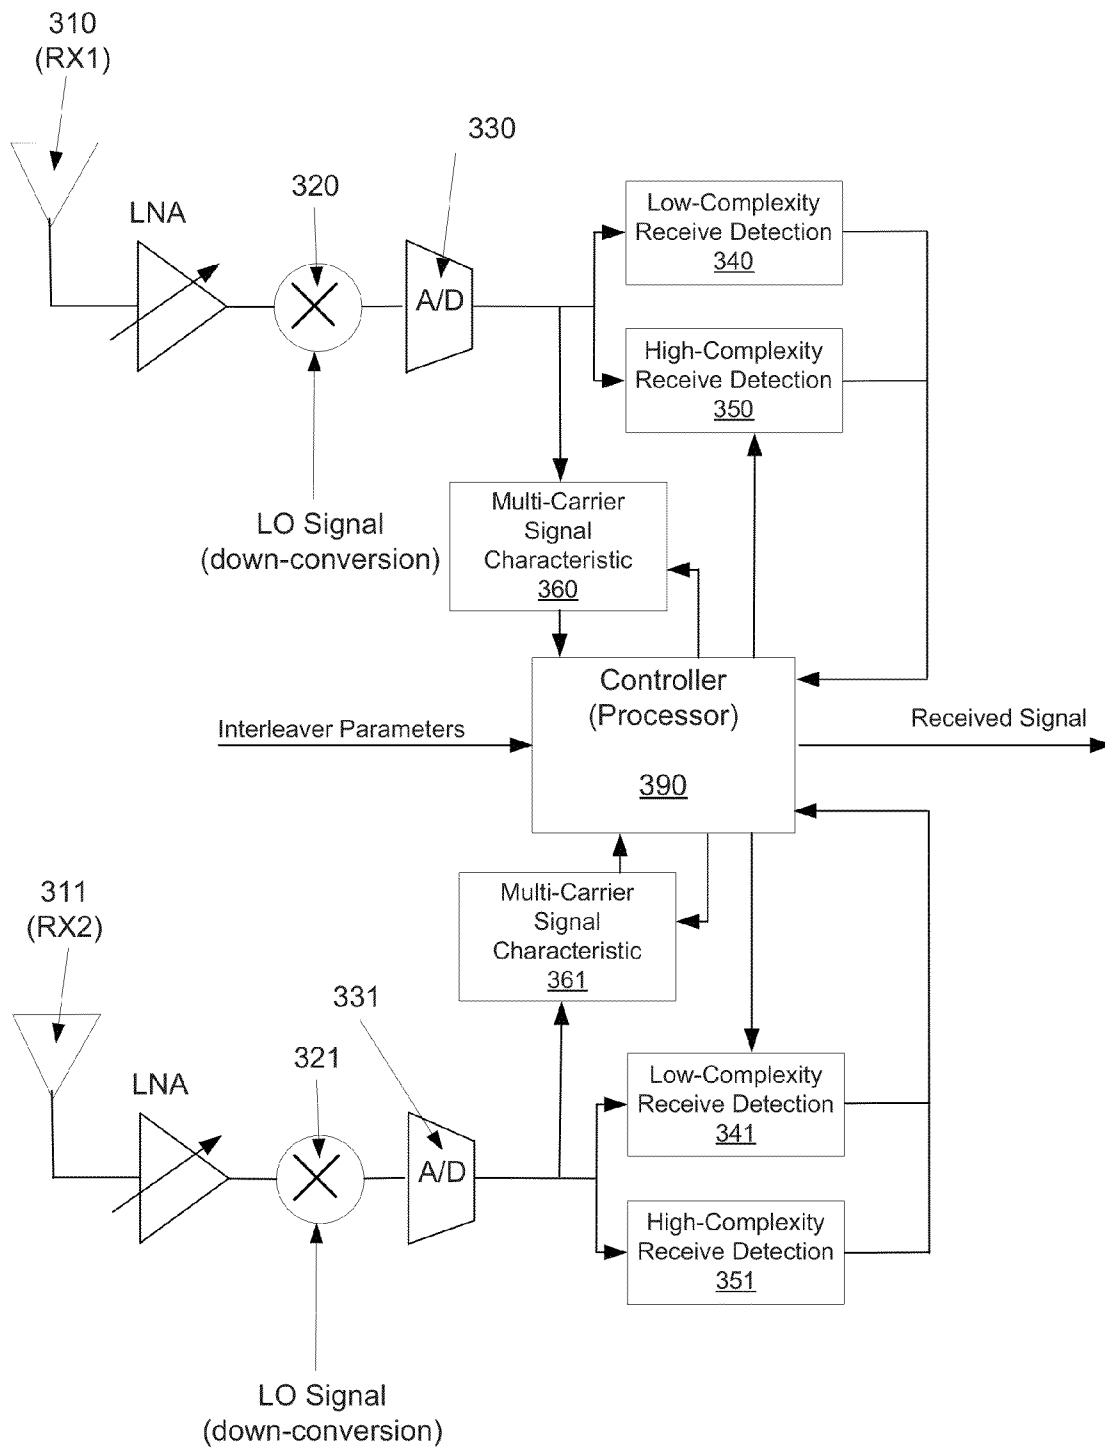 310
(RX1)
330
320
LNA
A/D
Low-Complexity
Receive Detection
340
High-Complexity
Receive Detection
350
LO Signal
(down-conversion)
Multi-Carrier
Signal
Characteristic
360
Controller
(Processor)
390
Interleaver Parameters
Received Signal
311
(RX2)
Multi-Carrier
Signal
Characteristic
361
331
321
LNA
A/D
Low-Complexity
Receive Detection
341
High-Complexity
Receive Detection
351
LO Signal
(down-conversion)